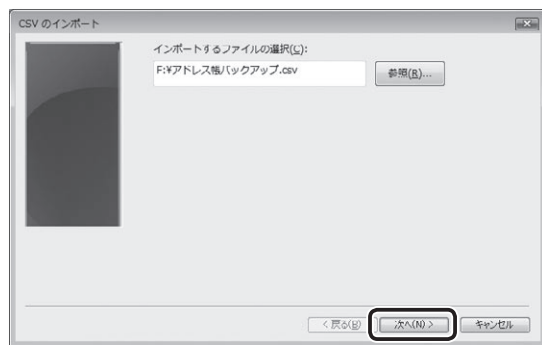 CSV のインポート
インポートするファイルの選択(C):
F:¥アドレス帳バックアップ.csv
参照(R)...
< 戻る(B)
次へ(N) >
キャンセル